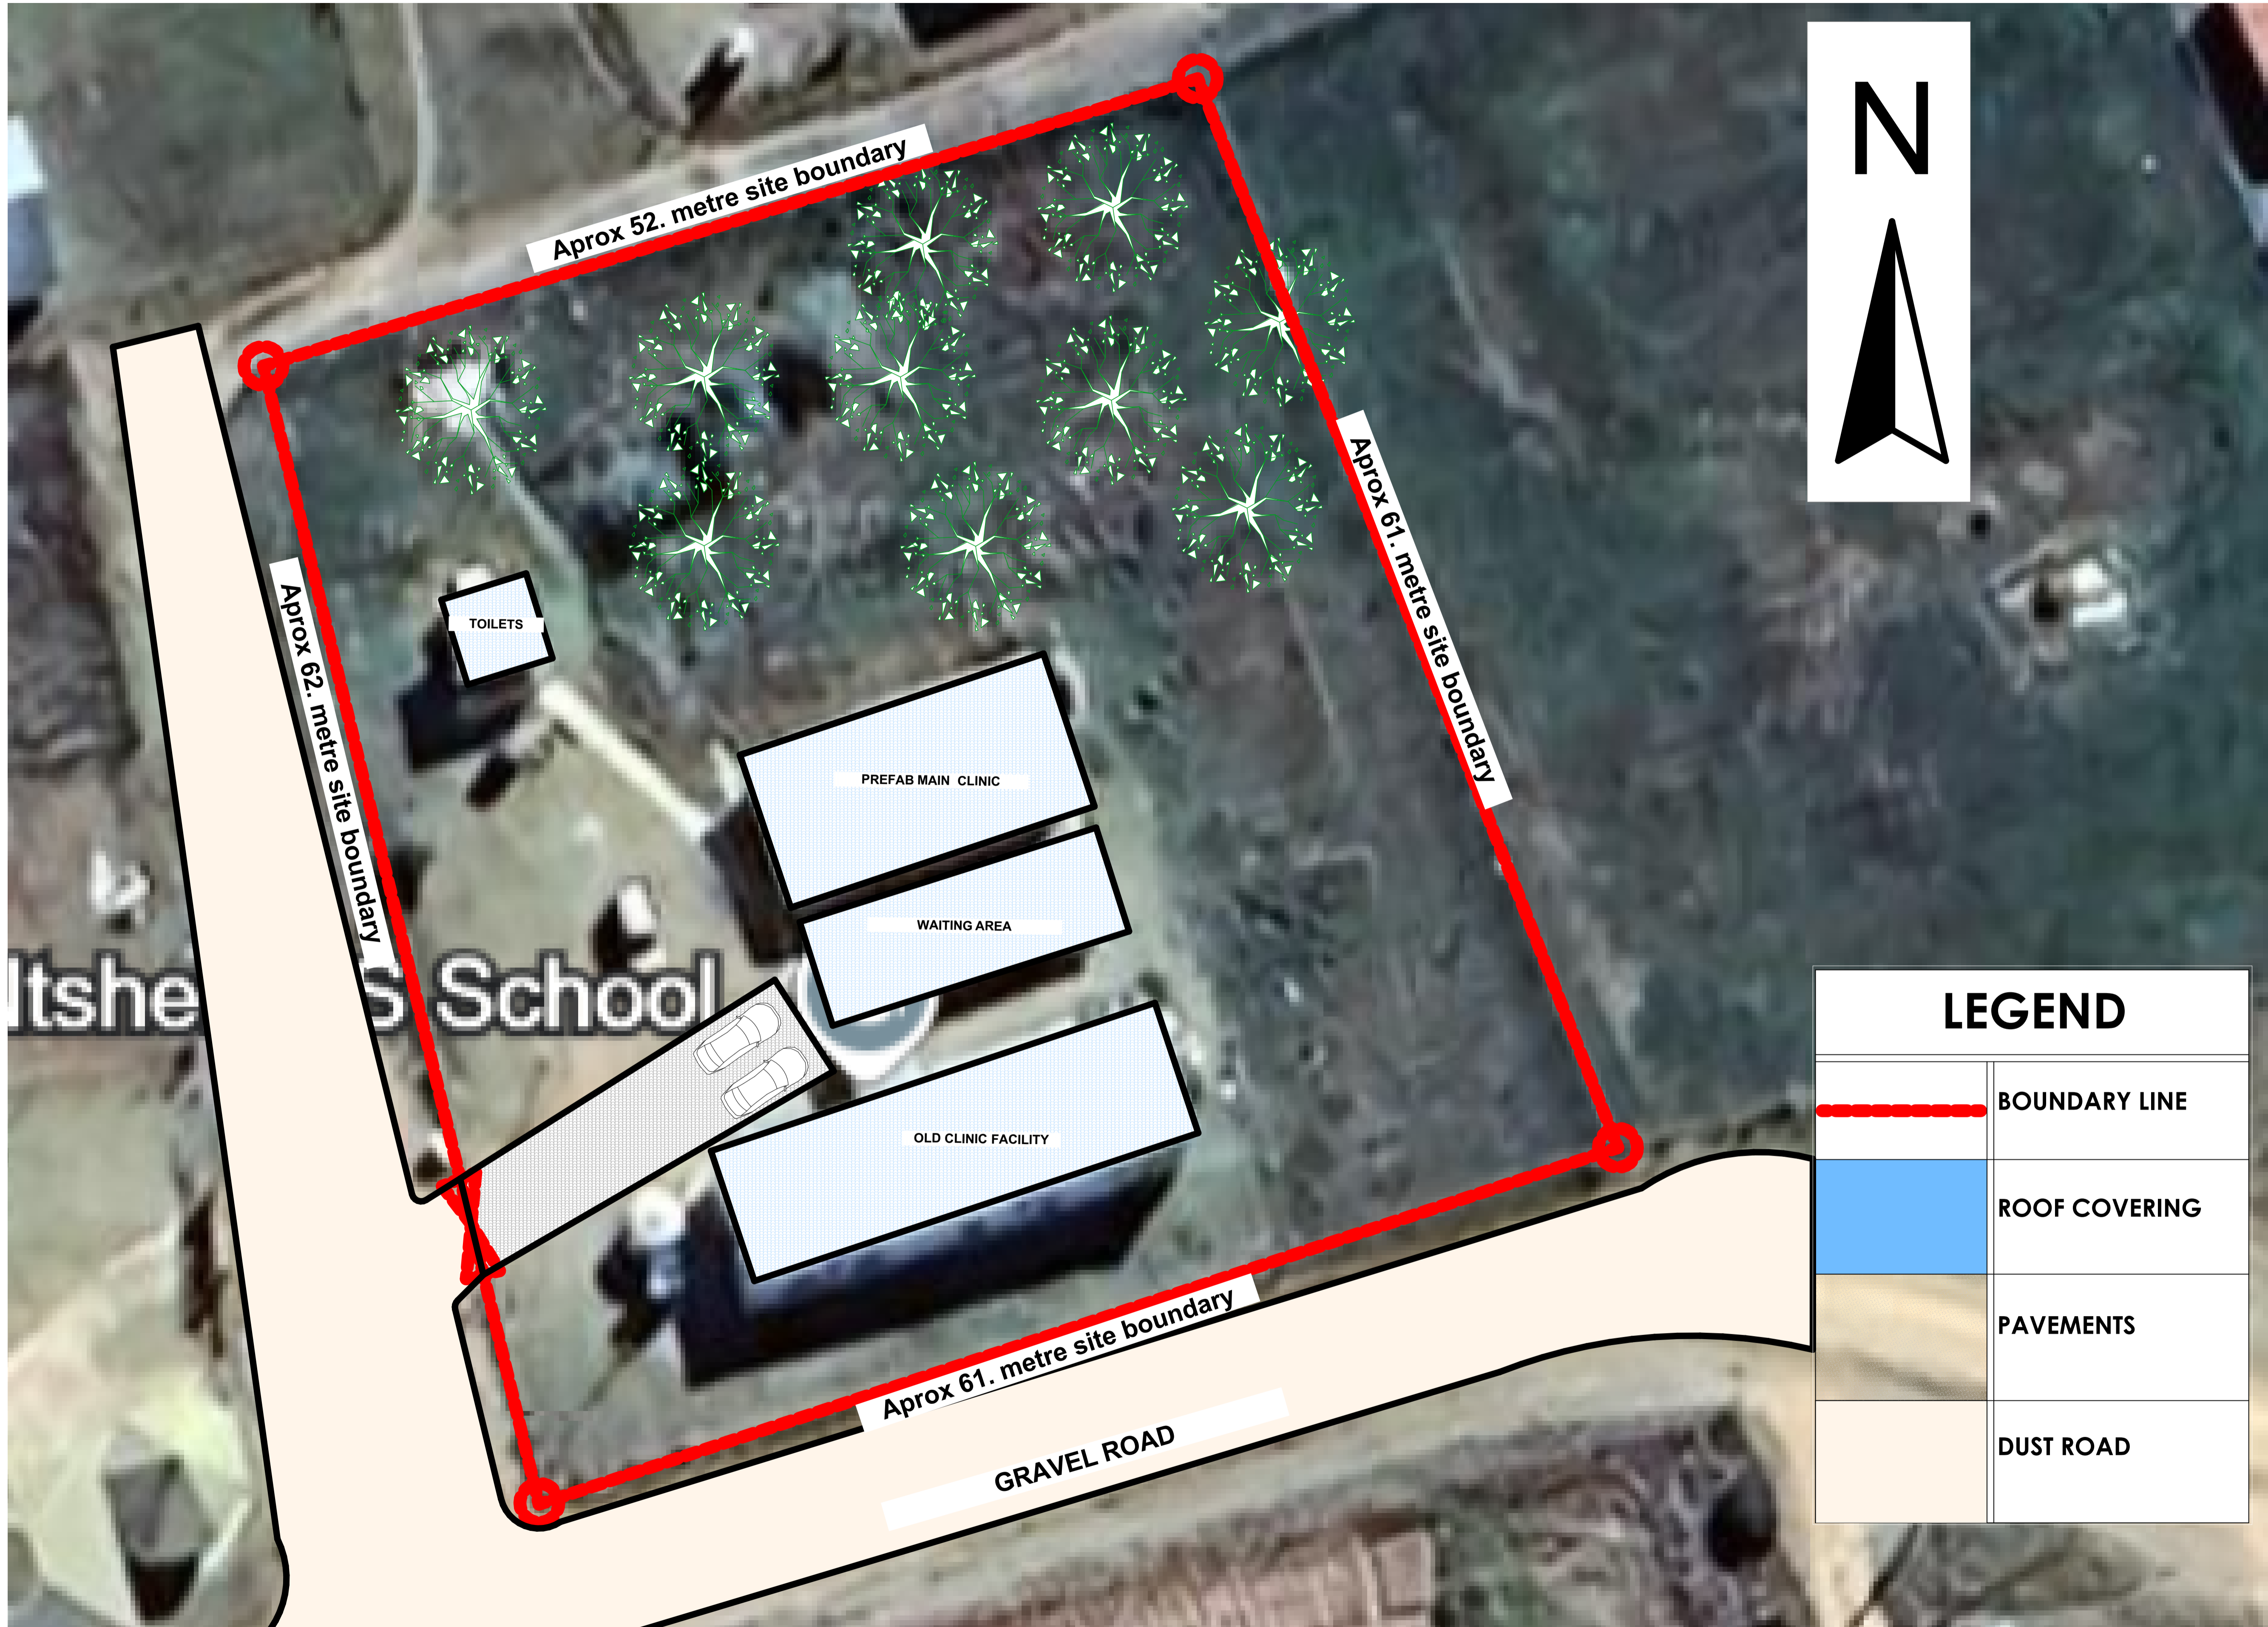 N
Aprox 52. metre site boundary
Aprox 61. metre site boundary
Aprox 62. metre site boundary
TOILETS
PREFAB MAIN CLINIC
WAITING AREA
School
OLD CLINIC FACILITY
Aprox 61. metre site boundary
GRAVEL ROAD
LEGEND
BOUNDARY LINE
ROOF COVERING
PAVEMENTS
DUST ROAD